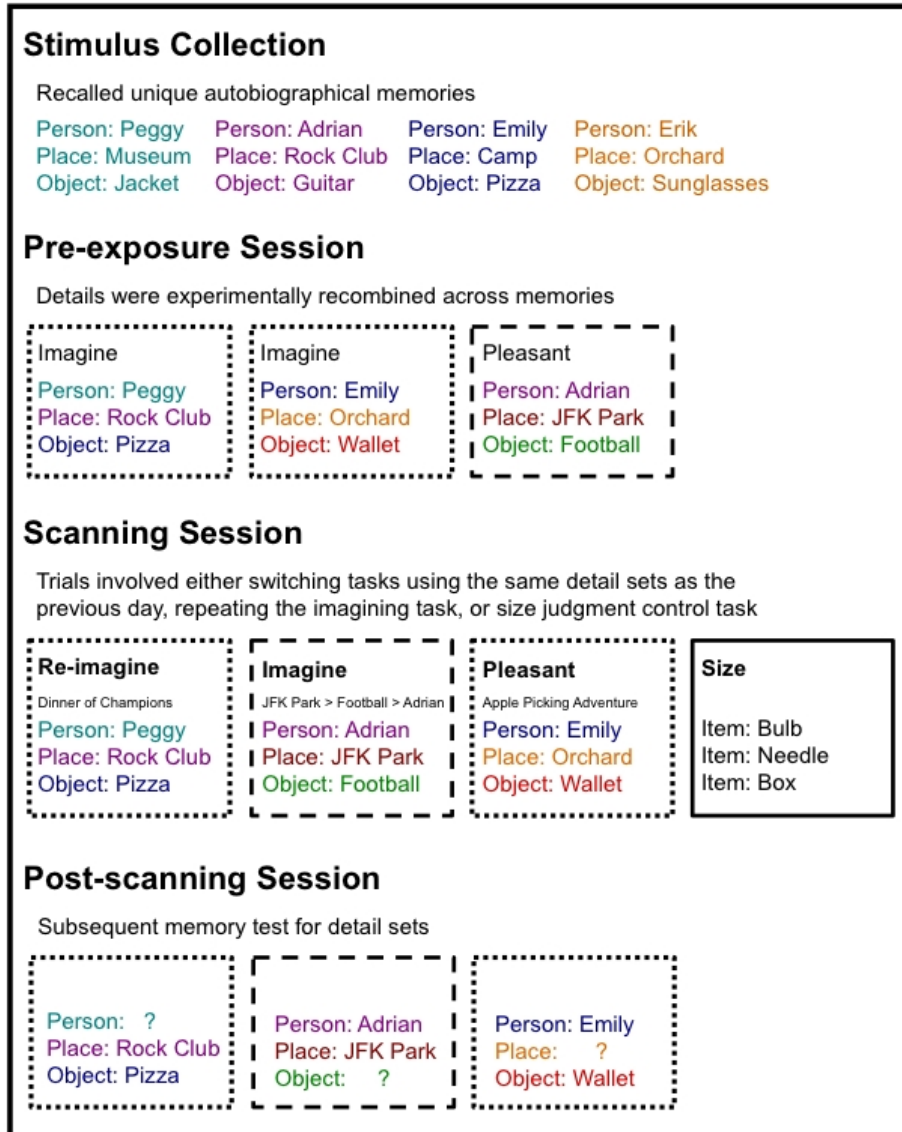 Stimulus Collection
Recalled unique autobiographical memories
Person: Peggy Person: Adrian Person: Emily Person: Erik
Place: Museum Place: Rock Club Place: Camp Place: Orchard
Object: Jacket Object: Guitar Object: Pizza Object: Sunglasses
Pre-exposure Session
Details were experimentally recombined across memories
Imagine
Person: Peggy
Place: Rock Club
Object: Pizza
Imagine
Person: Emily
Place: Orchard
Object: Wallet
Pleasant
Person: Adrian
Place: JFK Park
Object: Football
Scanning Session
Trials involved either switching tasks using the same detail sets as the
previous day, repeating the imagining task, or size judgment control task
Re-imagine
Dinner of Champions
Person: Peggy
Place: Rock Club
Object: Pizza
Imagine
JFK Park > Football > Adrian
Person: Adrian
Place: JFK Park
Object: Football
Pleasant
Apple Picking Adventure
Person: Emily
Place: Orchard
Object: Wallet
Size
Item: Bulb
Item: Needle
Item: Box
Post-scanning Session
Subsequent memory test for detail sets
Person: ?
Place: Rock Club
Object: Pizza
Person: Adrian
Place: JFK Park
Object: ?
Person: Emily
Place: ?
Object: Wallet